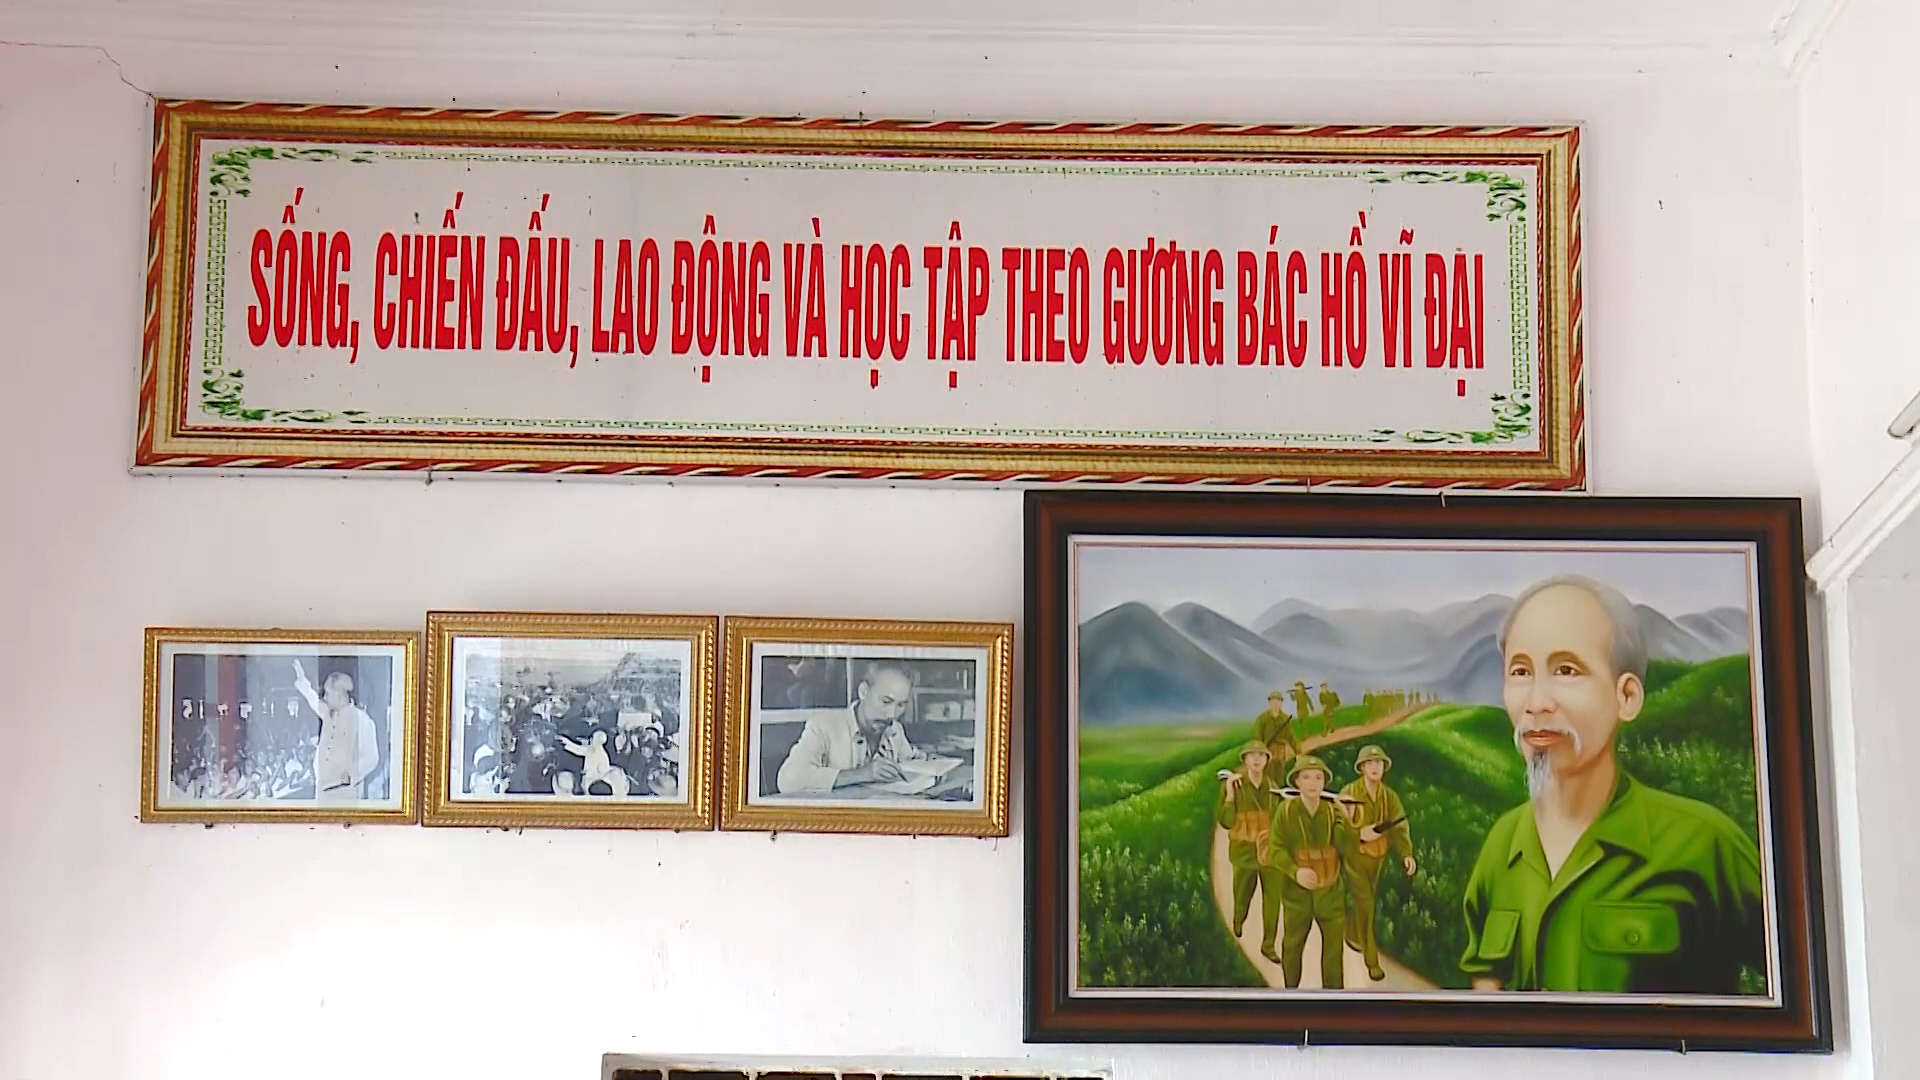 SỐNG, CHIẾN ĐẤU, LAO ĐỘNG VÀ HỌC TẬP THEO GƯƠNG BÁC HỒ VĨ ĐẠI